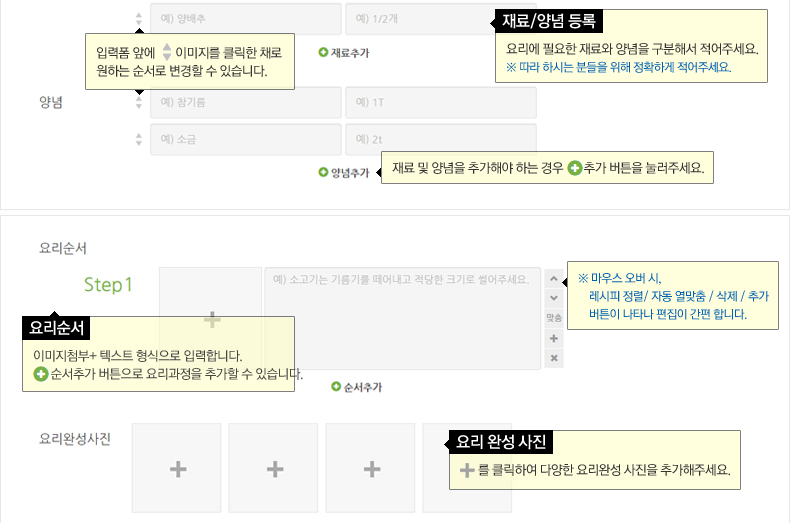 예) 양배추
예) 1/2개
재료/양념 등록
요리에 필요한 재료와 양념을 구분해서 적어주세요.
※ 따라 하시는 분들을 위해 정확하게 적어주세요.
입력폼 앞에 이미지를 클릭한 채로
원하는 순서로 변경할 수 있습니다.
재료추가
양념
예) 참기름
예) 1T
예) 소금
예) 2t
양념추가
재료 및 양념을 추가해야 하는 경우 추가 버튼을 눌러주세요.
요리순서
Step1
예) 소고기는 기름기를 떼어내고 적당한 크기로 썰어주세요.
맞춤
※ 마우스 오버 시,
레시피 정렬/ 자동 열맞춤 / 삭제 / 추가
버튼이 나타나 편집이 간편 합니다.
요리순서
이미지첨부+ 텍스트 형식으로 입력합니다.
순서추가 버튼으로 요리과정을 추가할 수 있습니다.
순서추가
요리완성사진
요리 완성 사진
+ 를 클릭하여 다양한 요리완성 사진을 추가해주세요.